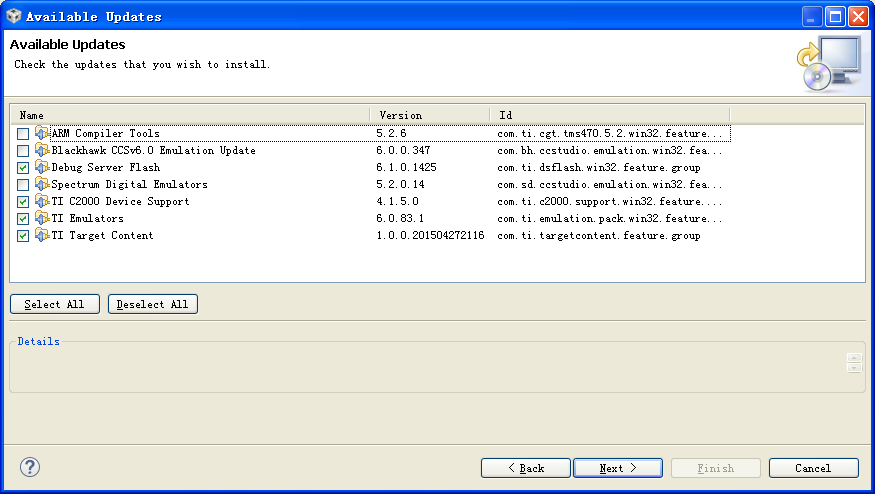 Available Updates
Available Updates
Check the updates that you wish to install.
Name Version Id
ARM Compiler Tools 5.2.6 com.ti.cgt.tms470.5.2.win32.feature...
Blackhawk CCSv6.0 Emulation Update 6.0.0.347 com.bh.ccstudio.emulation.win32.fea...
Debug Server Flash 6.1.0.1425 com.ti.dsflash.win32.feature.group
Spectrum Digital Emulators 5.2.0.14 com.sd.ccstudio.emulation.win32.fea...
TI C2000 Device Support 4.1.5.0 com.ti.c2000.support.win32.feature....
TI Emulators 6.0.83.1 com.ti.emulation.pack.win32.feature...
TI Target Content 1.0.0.201504272116 com.ti.targetcontent.feature.group
Select All Deselect All
Details
? < Back Next > Finish Cancel